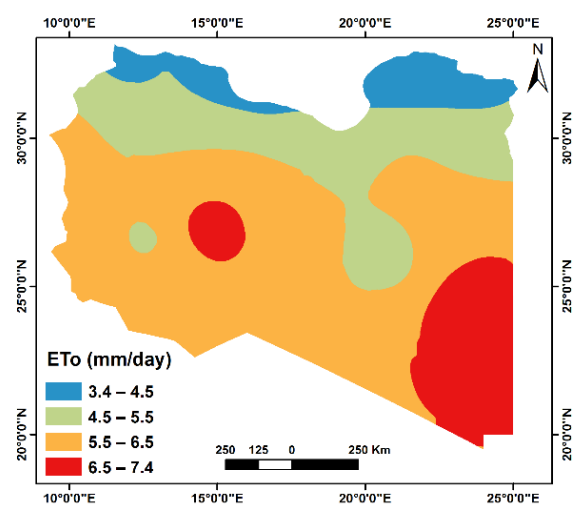 10°0'0"E 15°0'0"E 20°0'0"E 25°0'0"E
N
30°0'0"N 30°0'0"N
25°0'0"N 25°0'0"N
20°0'0"N 20°0'0"N
ETo (mm/day)
3.4 – 4.5
4.5 – 5.5
5.5 – 6.5
6.5 – 7.4
250 125 0 250 Km
10°0'0"E 15°0'0"E 20°0'0"E 25°0'0"E